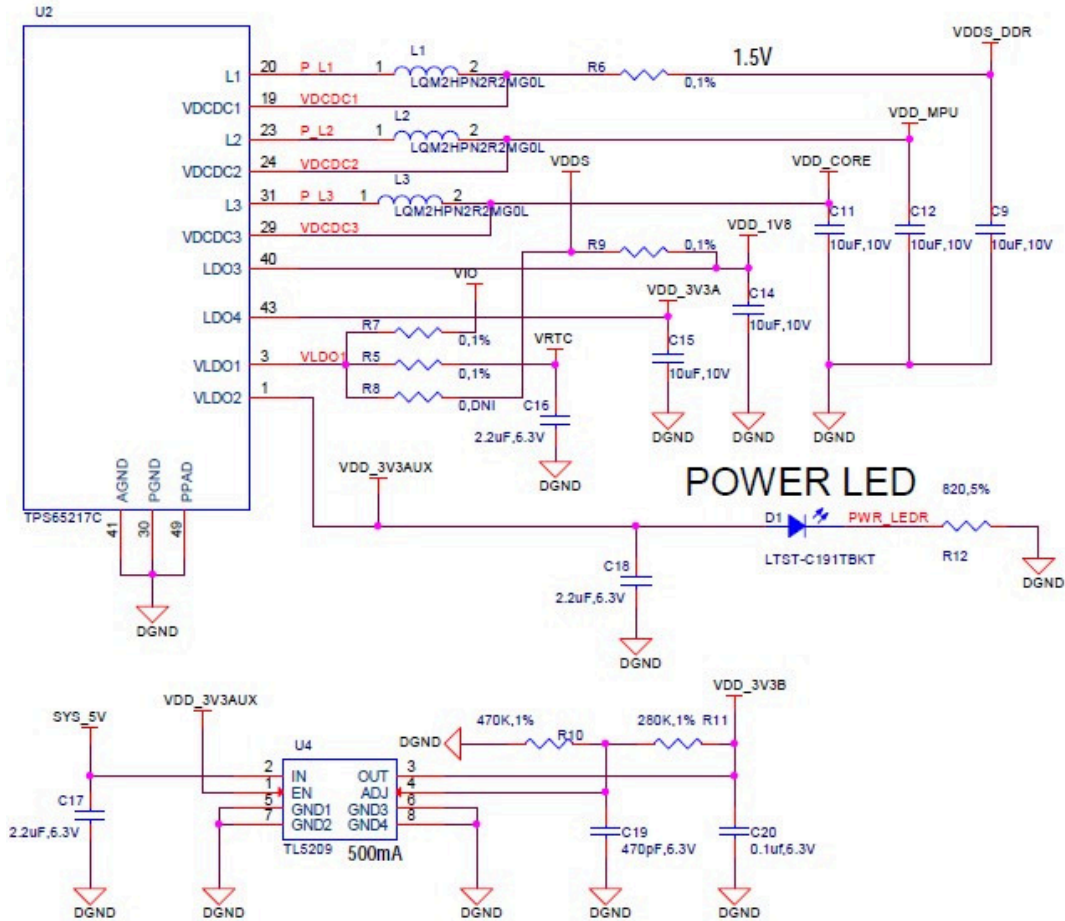 U2
VDDS_DDR
L1
L1 20 P_L1 1 2 R6 1.5V
LQM2HPN2R2MG0L 0,1%
VDCDC1 19 VDCDC1
L2
L2 23 P_L2 1 2 VDD_MPU
LQM2HPN2R2MG0L
VDCDC2 24 VDCDC2
VDDS
L3 31 P_L3 1 2 VDD_CORE
L3
LQM2HPN2R2MG0L
C11 C12 C9
VDCDC3 29 VDCDC3
R9 0,1% VDD_1V8
10uF,10V 10uF,10V 10uF,10V
LDO3 40
VIO
VDD_3V3A C14
10uF,10V
LDO4 43
R7
0,1%
VRTC
C15
VLDO1 3 VLDO1 R5
0,1%
10uF,10V
VLDO2 1
R8
0,DNI
C16
2.2uF,6.3V
DGND DGND DGND
DGND
VDD_3V3AUX
POWER LED
AGND PGND PPAD
820,5%
TPS65217C
41 30 49
D1 PWR_LEDR
LTST-C191TBKT R12
C18
2.2uF,6.3V
DGND
DGND
DGND
VDD_3V3AUX
VDD_3V3B
SYS_5V
470K,1% 280K,1% R11
DGND R10
U4
2 IN OUT 3
1 EN ADJ 4
5 GND1 GND3 6
7 GND2 GND4 8
C17
2.2uF,6.3V
TL5209 500mA
C19
470pF,6.3V
C20
0.1uf,6.3V
DGND DGND DGND DGND DGND